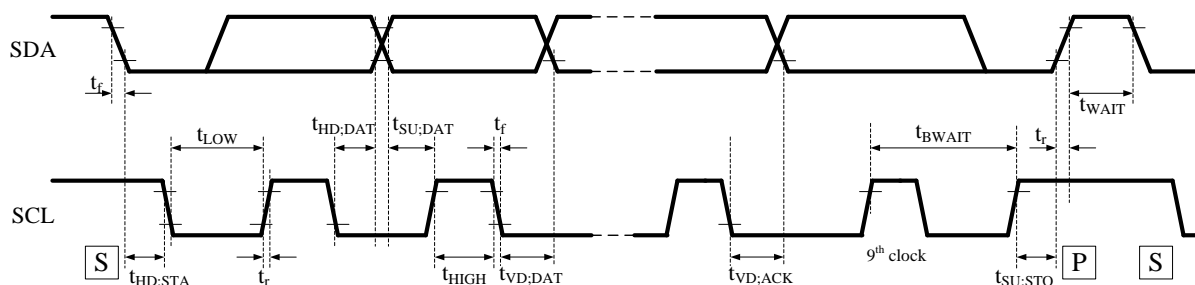 SDA
t_f
t_WAIT
t_HD;DAT
t_SU;DAT
t_f
t_LOW
t_BWAIT
t_r
SCL
9th clock
S
t_HD;STA
t_r
t_HIGH
t_VD;DAT
t_VD;ACK
t_SU;STO
P
S